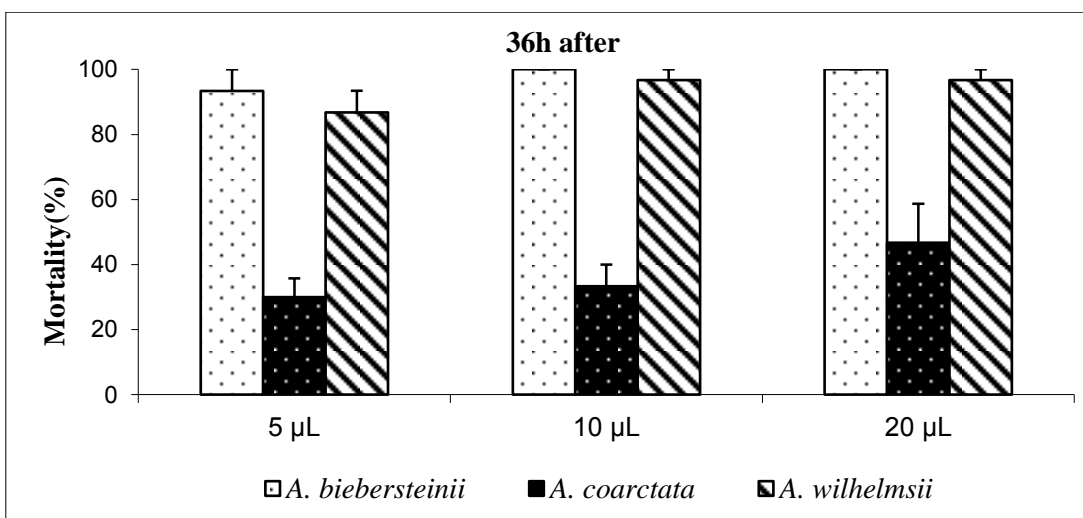 36h after
Mortality(%)
100
80
60
40
20
0
5 µL 10 µL 20 µL
A. biebersteinii A. coarctata A. wilhelmsii